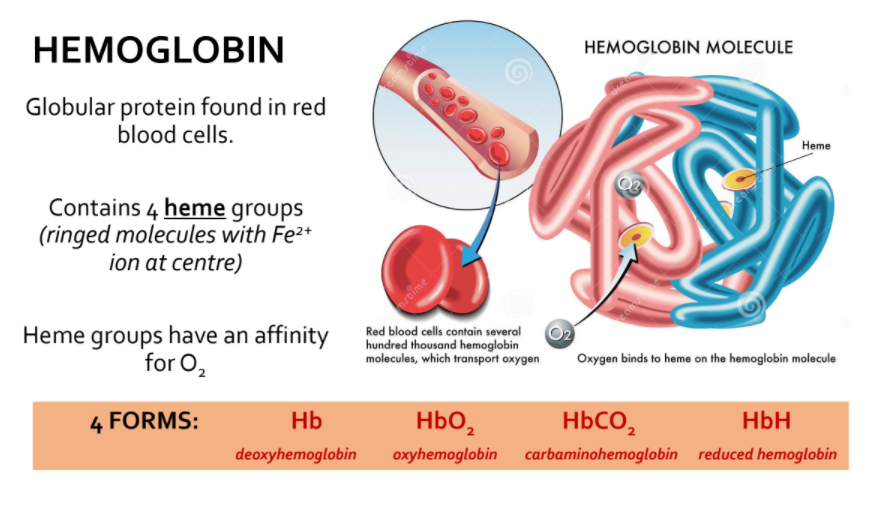 HEMOGLOBIN
Globular protein found in red
blood cells.
Contains 4 heme groups
(ringed molecules with Fe²⁺
ion at centre)
Heme groups have an affinity
for O₂
HEMOGLOBIN MOLECULE
Heme
O₂
O₂
Red blood cells contain several
hundred thousand hemoglobin
molecules, which transport oxygen
Oxygen binds to heme on the hemoglobin molecule
4 FORMS:
Hb
deoxyhemoglobin
HbO₂
oxyhemoglobin
HbCO₂
carbaminohemoglobin
HbH
reduced hemoglobin